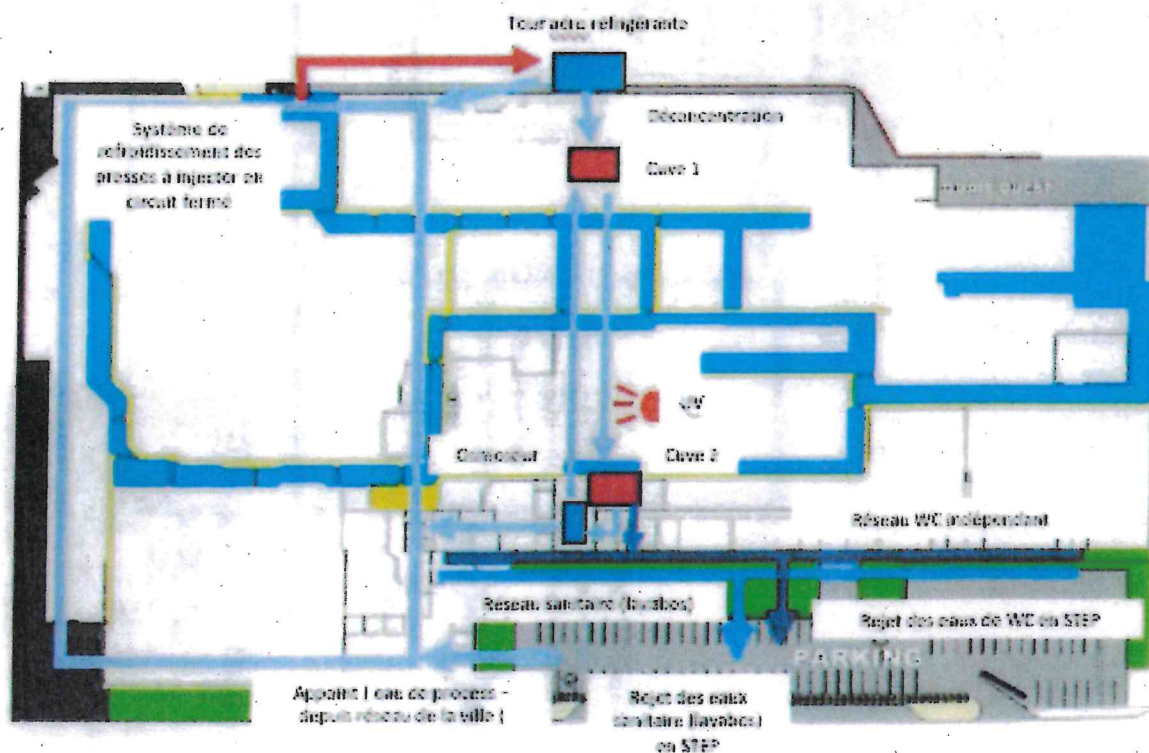 Tour aéro réfrigérante
Déconcentration
Système de
refroidissement des
presses à injecter en
circuit fermé
Cuve 1
UV
Cuve 2
Réseau WC indépendant
Réseau sanitaire (lavabos)
Rejet des eaux de WC en STEP
PARKING
Appoint ( eau de process –
depuis réseau de la ville (
Rejet des eaux
sanitaire (lavabos)
en STEP